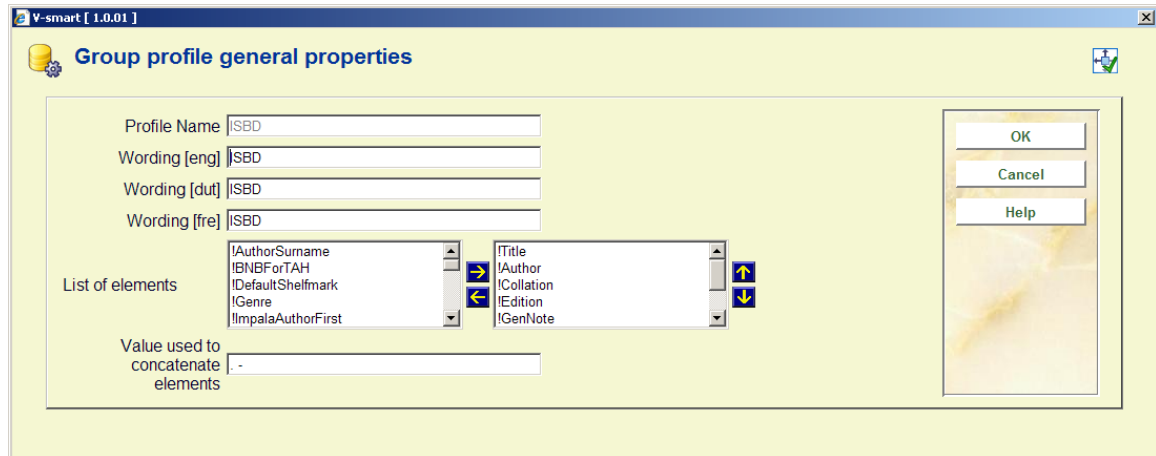 V-smart [ 1.0.01 ]
Group profile general properties
Profile Name ISBD
Wording [eng] ISBD
Wording [dut] ISBD
Wording [fre] ISBD
List of elements
!AuthorSurname
!BNBForTAH
!DefaultShelfmark
!Genre
!ImpalaAuthorFirst
!Title
!Author
!Collation
!Edition
!GenNote
Value used to
concatenate
elements
. -
OK
Cancel
Help